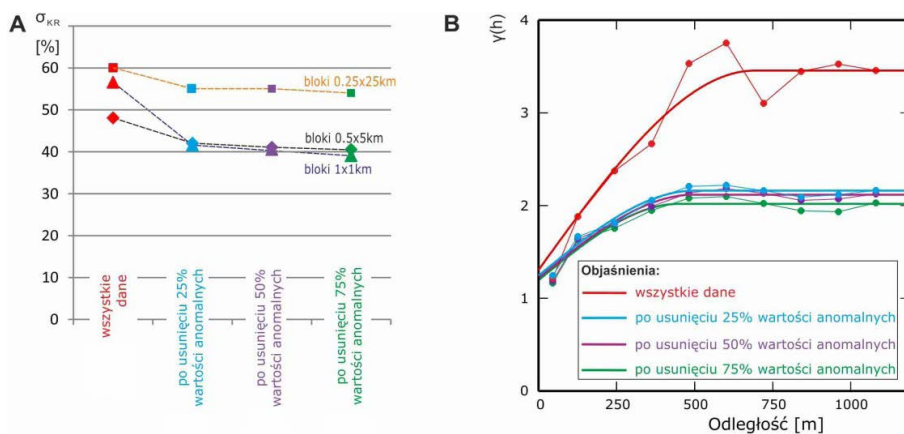 A
σKR
[%]
60
50
40
30
20
10
0
bloki 0.25x25km
bloki 0.5x5km
bloki 1x1km
wszystkie
dane
po usunięciu 25%
wartości anomalnych
po usunięciu 50%
wartości anomalnych
po usunięciu 75%
wartości anomalnych
B
γ(h)
4
3
2
1
0
250
500
750
1000
Odległość [m]
Objaśnienia:
wszystkie dane
po usunięciu 25% wartości anomalnych
po usunięciu 50% wartości anomalnych
po usunięciu 75% wartości anomalnych